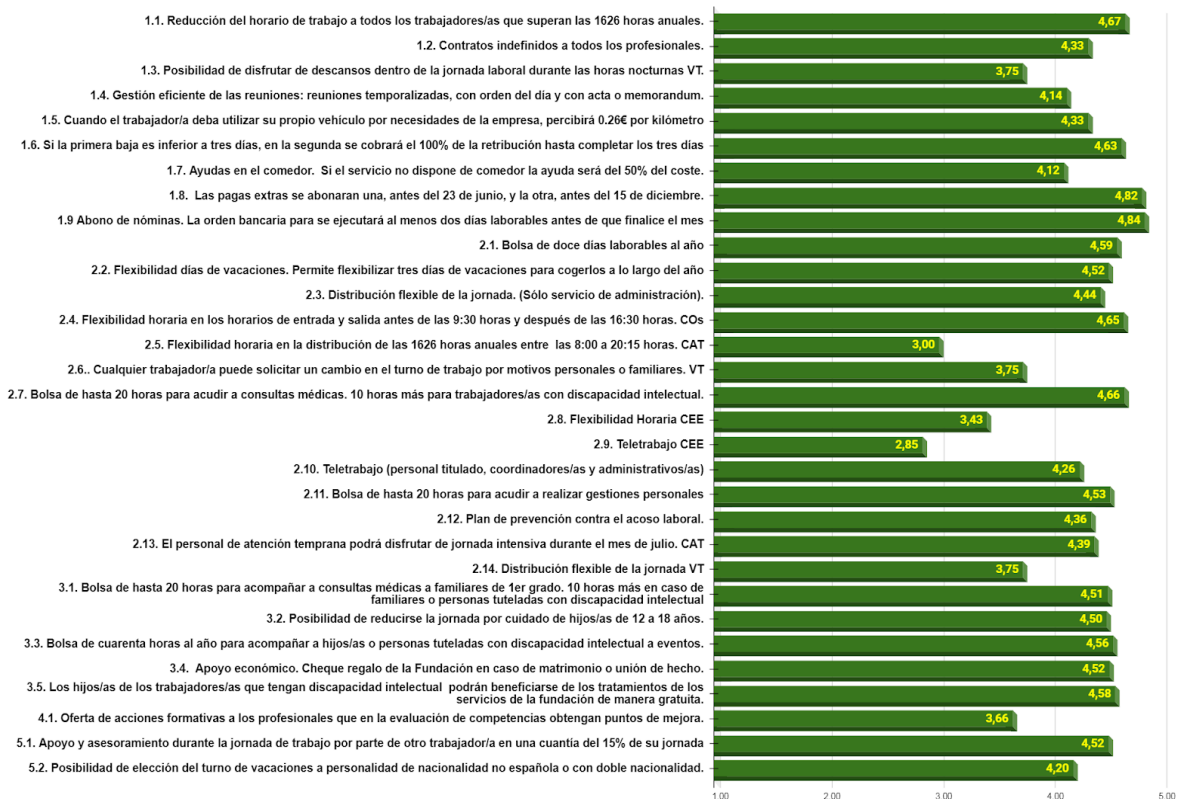 1.1. Reducción del horario de trabajo a todos los trabajadores/as que superan las 1626 horas anuales.
4,67
1.2. Contratos indefinidos a todos los profesionales.
4,33
1.3. Posibilidad de disfrutar de descansos dentro de la jornada laboral durante las horas nocturnas VT.
3,75
1.4. Gestión eficiente de las reuniones: reuniones temporalizadas, con orden del día y con acta o memorandum.
4,14
1.5. Cuando el trabajador/a deba utilizar su propio vehículo por necesidades de la empresa, percibirá 0.26€ por kilómetro
4,33
1.6. Si la primera baja es inferior a tres días, en la segunda se cobrará el 100% de la retribución hasta completar los tres días
4,63
1.7. Ayudas en el comedor. Si el servicio no dispone de comedor la ayuda será del 50% del coste.
4,12
1.8. Las pagas extras se abonaran una, antes del 23 de junio, y la otra, antes del 15 de diciembre.
4,82
1.9 Abono de nóminas. La orden bancaria para se ejecutará al menos dos días laborables antes de que finalice el mes
4,84
2.1. Bolsa de doce días laborables al año
4,59
2.2. Flexibilidad días de vacaciones. Permite flexibilizar tres días de vacaciones para cogerlos a lo largo del año
4,52
2.3. Distribución flexible de la jornada. (Sólo servicio de administración).
4,44
2.4. Flexibilidad horaria en los horarios de entrada y salida antes de las 9:30 horas y después de las 16:30 horas. COs
4,65
2.5. Flexibilidad horaria en la distribución de las 1626 horas anuales entre las 8:00 a 20:15 horas. CAT
3,00
2.6.. Cualquier trabajador/a puede solicitar un cambio en el turno de trabajo por motivos personales o familiares. VT
3,75
2.7. Bolsa de hasta 20 horas para acudir a consultas médicas. 10 horas más para trabajadores/as con discapacidad intelectual.
4,66
2.8. Flexibilidad Horaria CEE
3,43
2.9. Teletrabajo CEE
2,85
2.10. Teletrabajo (personal titulado, coordinadores/as y administrativos/as)
4,26
2.11. Bolsa de hasta 20 horas para acudir a realizar gestiones personales
4,53
2.12. Plan de prevención contra el acoso laboral.
4,36
2.13. El personal de atención temprana podrá disfrutar de jornada intensiva durante el mes de julio. CAT
4,39
2.14. Distribución flexible de la jornada VT
3,75
3.1. Bolsa de hasta 20 horas para acompañar a consultas médicas a familiares de 1er grado. 10 horas más en caso de
familiares o personas tuteladas con discapacidad intelectual
4,51
3.2. Posibilidad de reducirse la jornada por cuidado de hijos/as de 12 a 18 años.
4,50
3.3. Bolsa de cuarenta horas al año para acompañar a hijos/as o personas tuteladas con discapacidad intelectual a eventos.
4,56
3.4. Apoyo económico. Cheque regalo de la Fundación en caso de matrimonio o unión de hecho.
4,52
3.5. Los hijos/as de los trabajadores/as que tengan discapacidad intelectual podrán beneficiarse de los tratamientos de los
servicios de la fundación de manera gratuita.
4,58
4.1. Oferta de acciones formativas a los profesionales que en la evaluación de competencias obtengan puntos de mejora.
3,66
5.1. Apoyo y asesoramiento durante la jornada de trabajo por parte de otro trabajador/a en una cuantía del 15% de su jornada
4,52
5.2. Posibilidad de elección del turno de vacaciones a personalidad de nacionalidad no española o con doble nacionalidad.
4,20
1,00 2,00 3,00 4,00 5,00